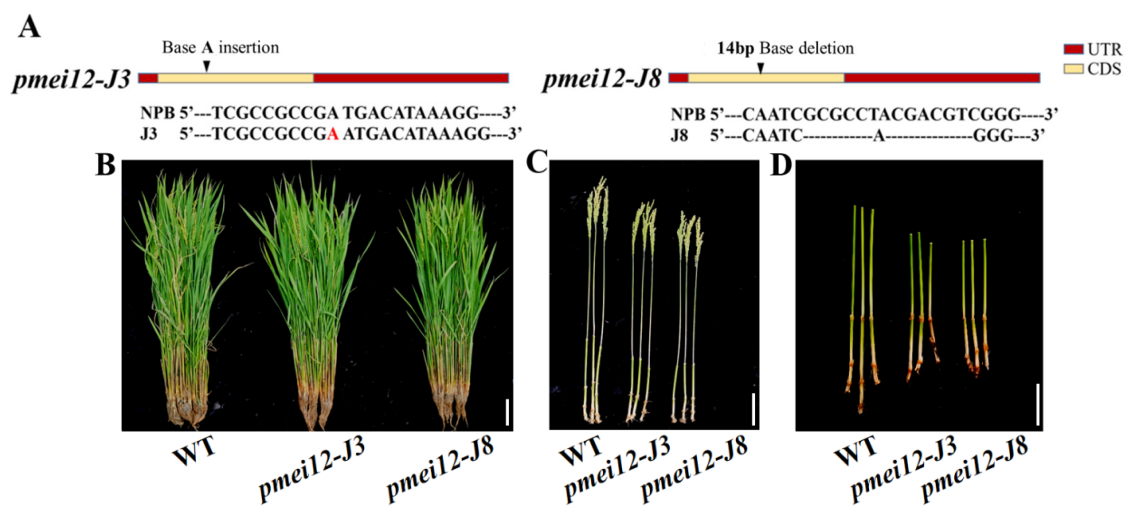 A
Base A insertion
pmei12-J3
NPB 5’---TCGCCGCCGA TGACATAAAGG----3’
J3 5’---TCGCCGCCGAATGACATAAAGG---3’
14bp Base deletion
pmei12-J8
NPB 5’---CAATCGCGCCTACGACGTCGGG----3’
J8 5’---CAATC-----------A-------------GGG---3’
UTR
CDS
B
WT
pmei12-J3
pmei12-J8
C
WT
pmei12-J3
pmei12-J8
D
WT
pmei12-J3
pmei12-J8